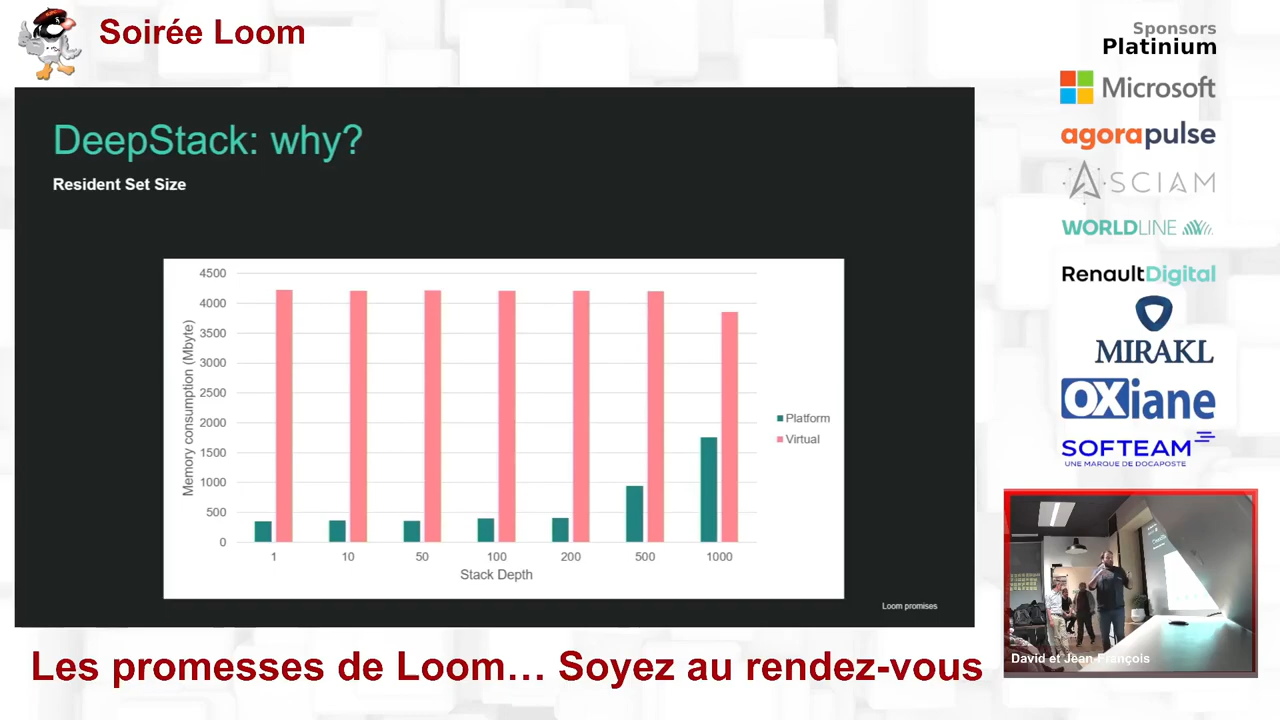 Soirée Loom
DeepStack: why?
Resident Set Size
4500
4000
3500
3000
2500
2000
1500
1000
500
0
Memory consumption (Mbyte)
1 10 50 100 200 500 1000
Stack Depth
Platform
Virtual
Loom promises
Les promesses de Loom… Soyez au rendez-vous
Sponsors
Platinium
Microsoft
agorapulse
ASCIAM
WORLDLINE
RenaultDigital
MIRAKL
OXiane
SOFTEAM
UNE MARQUE DE DOCAPOSTE
David et Jean-François